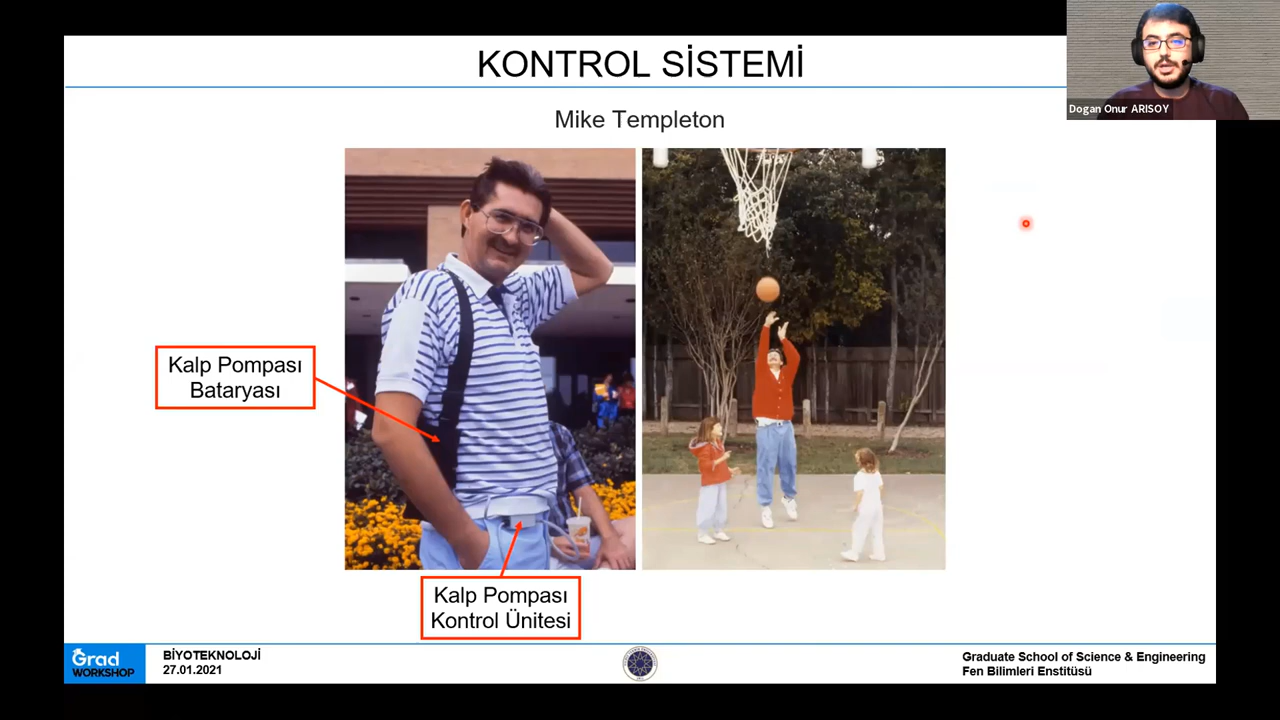 KONTROL SİSTEMİ
Dogan Onur ARISOY
Mike Templeton
Kalp Pompası
Bataryası
Kalp Pompası
Kontrol Ünitesi
Grad
WORKSHOP
BİYOTEKNOLOJİ
27.01.2021
Graduate School of Science & Engineering
Fen Bilimleri Enstitüsü